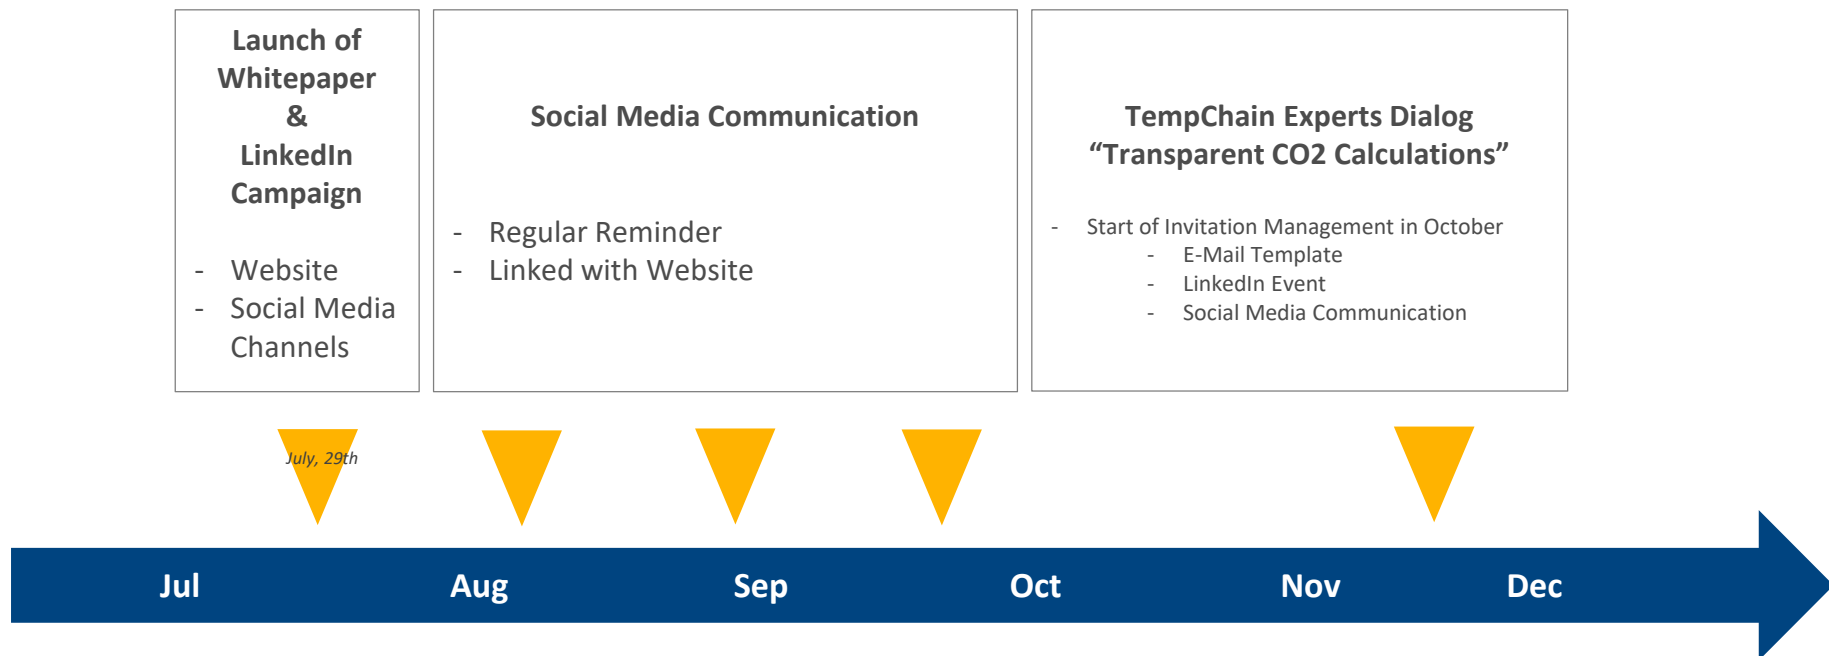 Launch of
Whitepaper
&
LinkedIn
Campaign
- Website
- Social Media
Channels
Social Media Communication
- Regular Reminder
- Linked with Website
TempChain Experts Dialog
“Transparent CO2 Calculations”
- Start of Invitation Management in October
- E-Mail Template
- LinkedIn Event
- Social Media Communication
July, 29th
Jul Aug Sep Oct Nov Dec